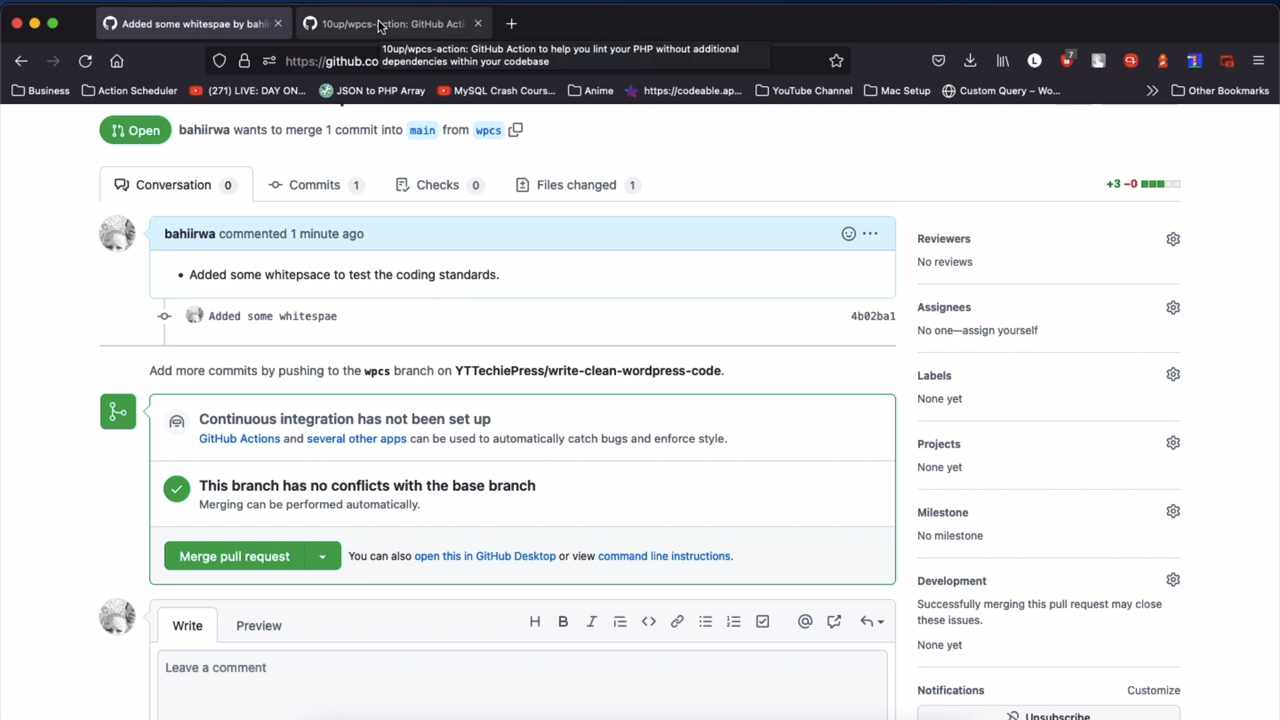 Added some whitespae by bahii
10up/wpcs-action: GitHub Acti
10up/wpcs-action: GitHub Action to help you lint your PHP without additional
dependencies within your codebase
https://github.co
7
L
Business
Action Scheduler
(271) LIVE: DAY ON...
JSON to PHP Array
MySQL Crash Cours...
Anime
https://codeable.ap...
YouTube Channel
Mac Setup
Custom Query – Wo...
Other Bookmarks
Open
bahiirwa wants to merge 1 commit into main from wpcs
Conversation 0
Commits 1
Checks 0
Files changed 1
+3 −0
bahiirwa commented 1 minute ago
• Added some whitepsace to test the coding standards.
Added some whitespae
4b02ba1
Add more commits by pushing to the wpcs branch on YTTechiePress/write-clean-wordpress-code.
Continuous integration has not been set up
GitHub Actions and several other apps can be used to automatically catch bugs and enforce style.
This branch has no conflicts with the base branch
Merging can be performed automatically.
Merge pull request
You can also open this in GitHub Desktop or view command line instructions.
Write
Preview
Leave a comment
Reviewers
No reviews
Assignees
No one—assign yourself
Labels
None yet
Projects
None yet
Milestone
No milestone
Development
Successfully merging this pull request may close
these issues.
None yet
Notifications
Customize
Unsubscribe